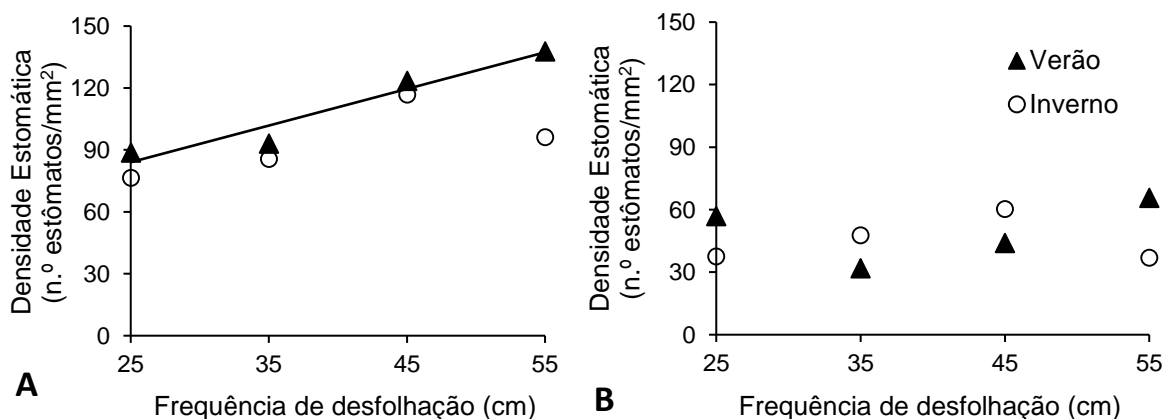 Densidade Estomática
(n.º estômatos/mm²)
150
120
90
60
30
0
25
35
45
55
Frequência de desfolhação (cm)
A
Densidade Estomática
(n.º estômatos/mm²)
150
120
90
60
30
0
25
35
45
55
Frequência de desfolhação (cm)
B
Verão
Inverno